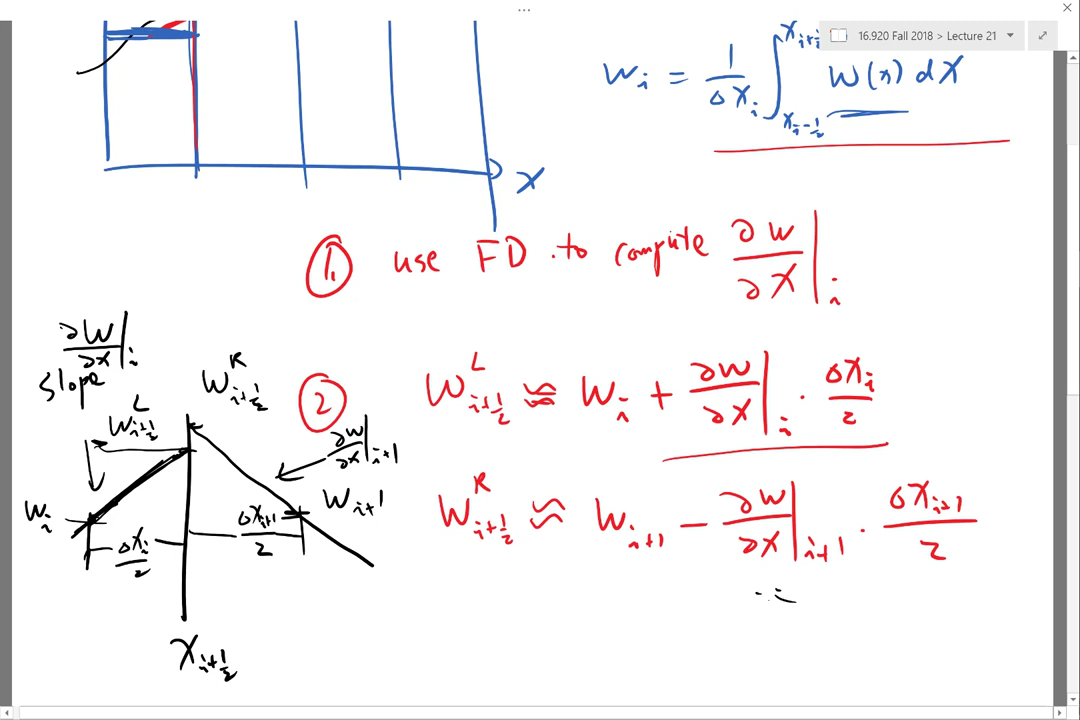 16.920 Fall 2018 > Lecture 21
w_i = 1/Δx_i ∫_{x_{i-1/2}}^{x_{i+1/2}} w(x) dx
x
① use FD to compute ∂w/∂x|_i
∂w/∂x|_i
slope
w^R_{i+1/2}
w^L_{i+1/2}
② w^L_{i+1/2} ≈ w_i + ∂w/∂x|_i · Δx_i/2
∂w/∂x|_{i+1}
w_i
w_{i+1}
Δx_i/2
Δx_{i+1}/2
w^R_{i+1/2} ≈ w_{i+1} - ∂w/∂x|_{i+1} · Δx_{i+1}/2
x_{i+1/2}